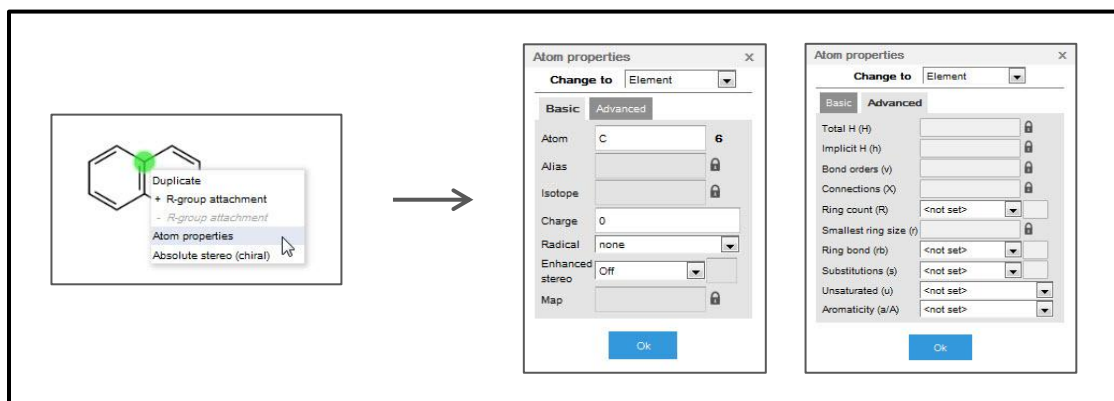 Duplicate
+ R-group attachment
- R-group attachment
Atom properties
Absolute stereo (chiral)
Atom properties x
Change to Element
Basic Advanced
Atom C 6
Alias
Isotope
Charge 0
Radical none
Enhanced
stereo Off
Map
Ok
Atom properties x
Change to Element
Basic Advanced
Total H (H)
Implicit H (h)
Bond orders (v)
Connections (X)
Ring count (R) <not set>
Smallest ring size (r)
Ring bond (rb) <not set>
Substitutions (s) <not set>
Unsaturated (u) <not set>
Aromaticity (a/A) <not set>
Ok